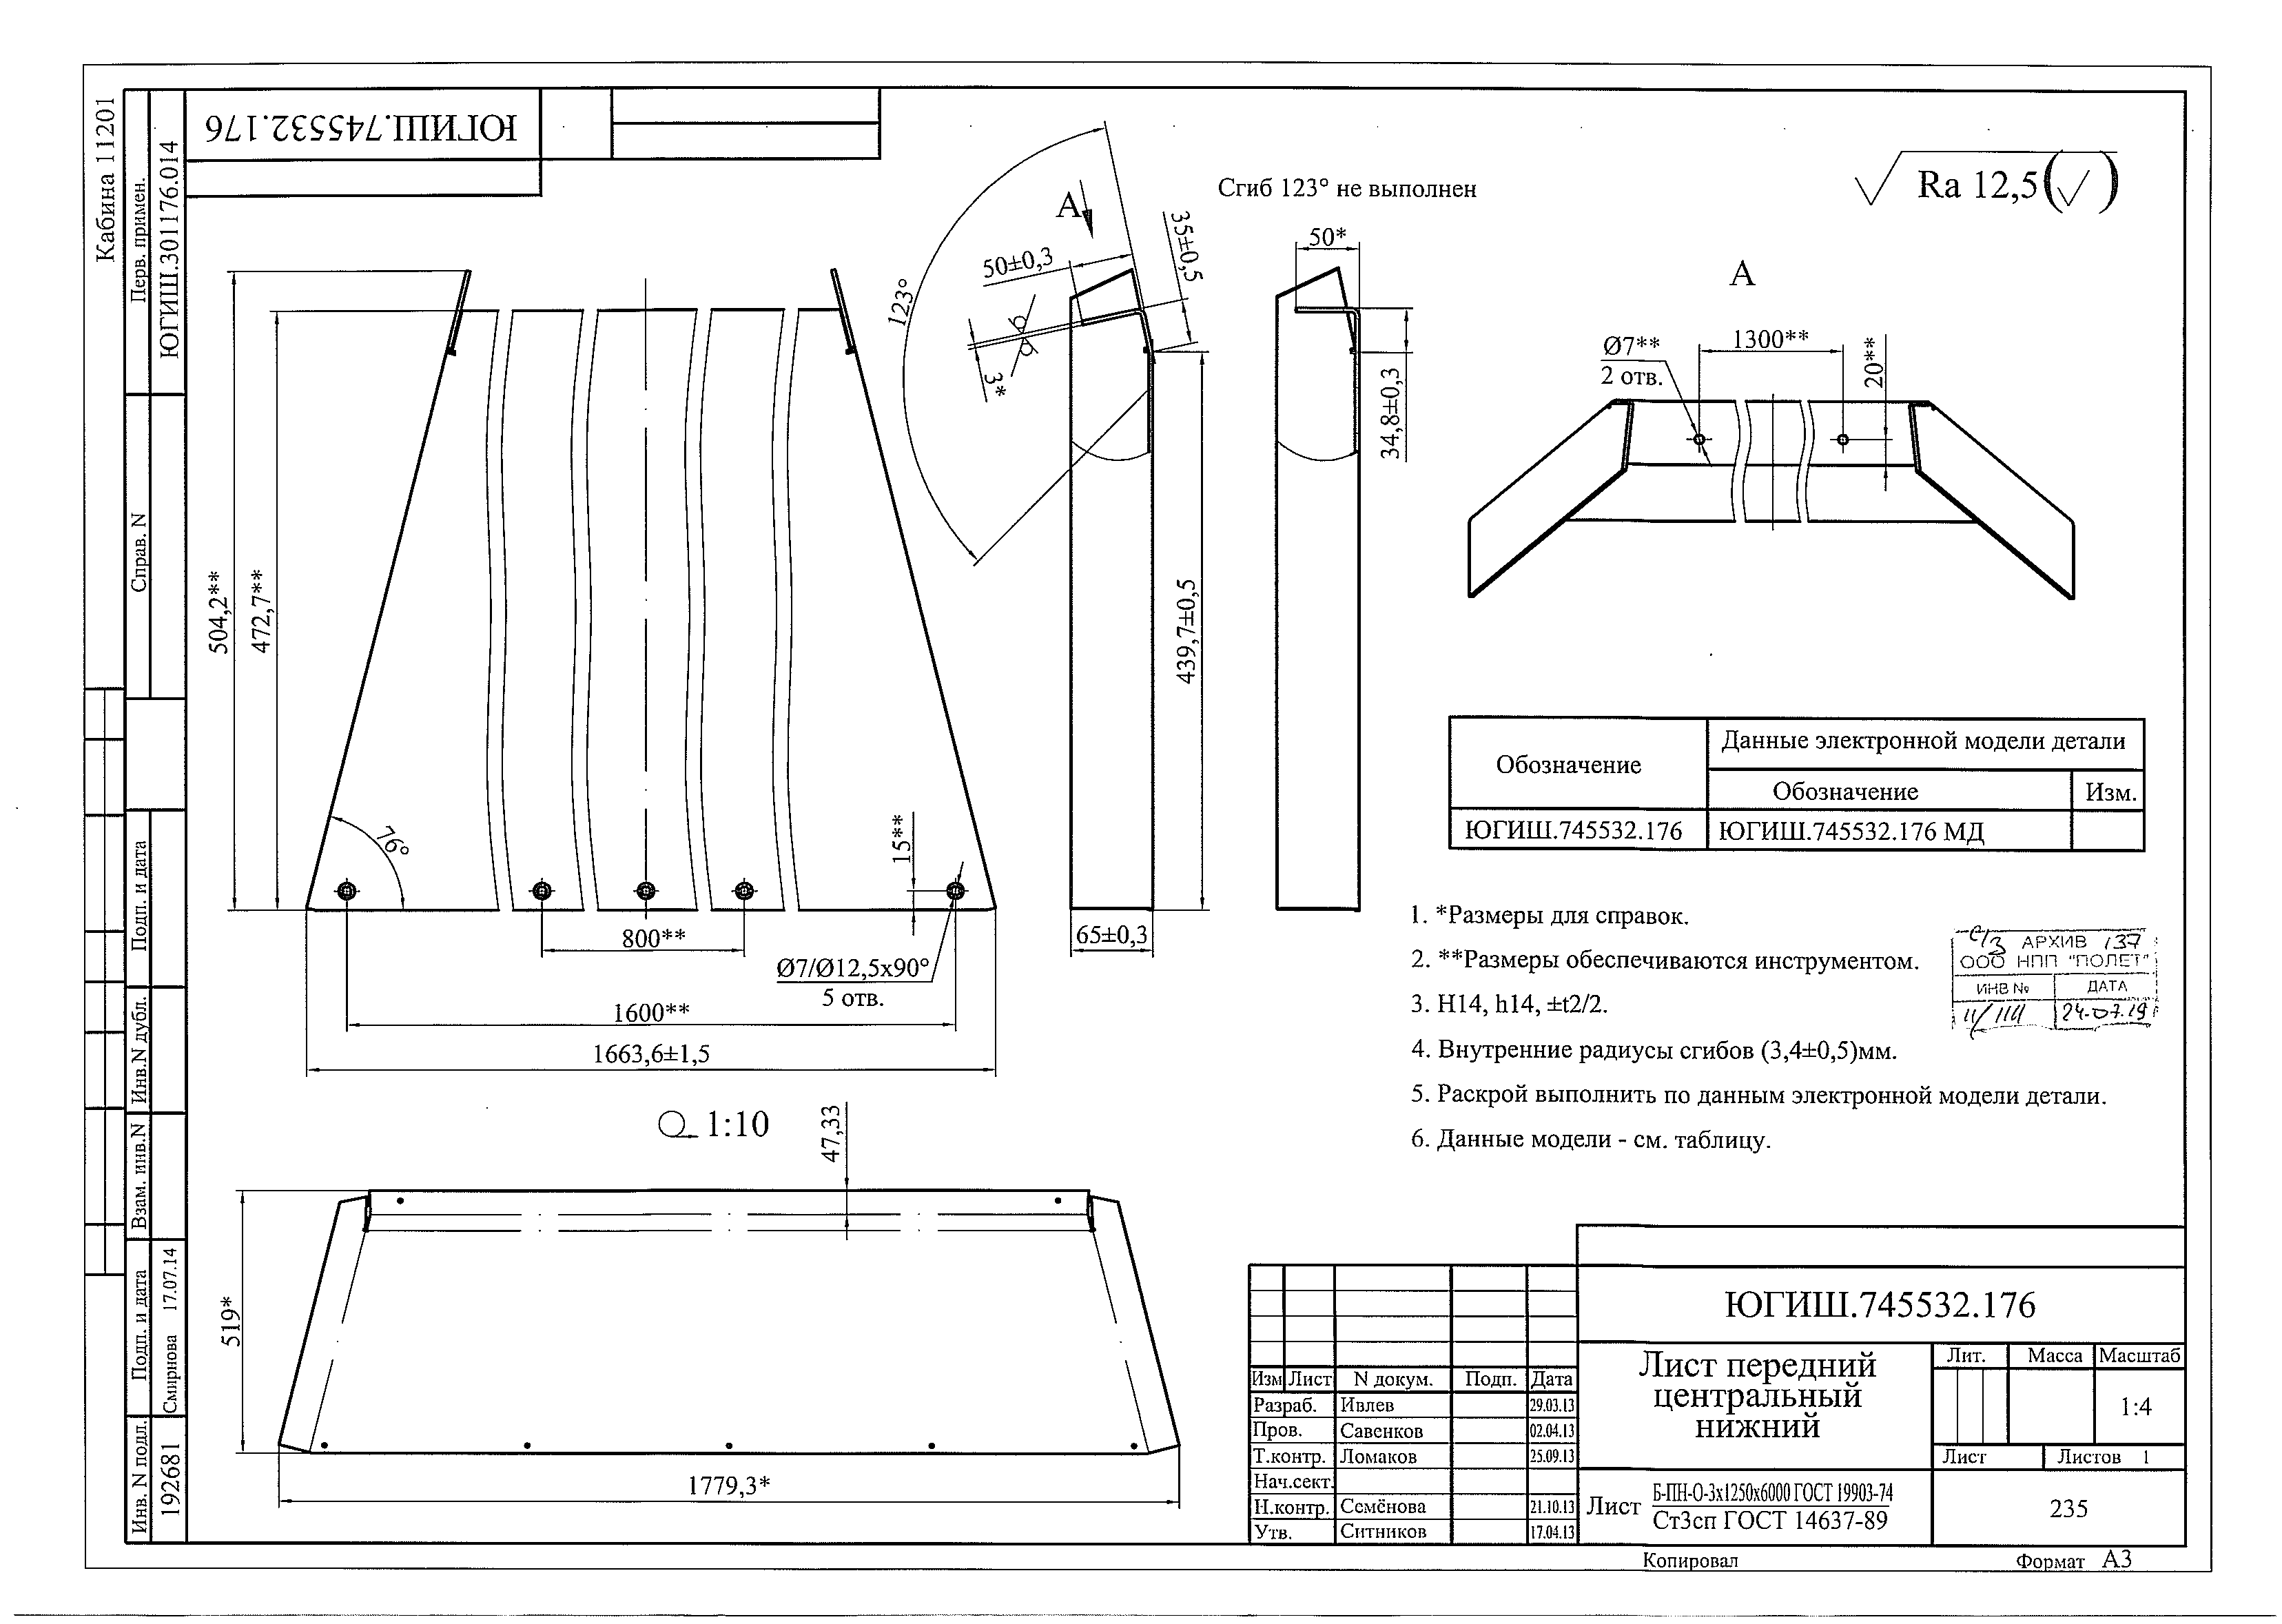 Кабина 11201
Перв. примен.
ЮГИШ.301176.014
Справ. N
Подп. и дата
Инв.N дубл.
Взам. инв.N
Подп. и дата
Смирнова 17.07.14
Инв. N подл.
192681
ЮГИШ.745532.176
504,2**
472,7**
76°
15**
800**
Ø7/Ø12,5x90°
5 отв.
1600**
1663,6±1,5
123°
А
50±0,3
35±0,5
3*
439,7±0,5
65±0,3
Сгиб 123° не выполнен
50*
34,8±0,3
Ra 12,5
А
Ø7**
2 отв.
1300**
20**
Обозначение
Данные электронной модели детали
Обозначение Изм.
ЮГИШ.745532.176 ЮГИШ.745532.176 МД
1. *Размеры для справок.
2. **Размеры обеспечиваются инструментом.
3. H14, h14, ±t2/2.
4. Внутренние радиусы сгибов (3,4±0,5)мм.
5. Раскрой выполнить по данным электронной модели детали.
6. Данные модели - см. таблицу.
АРХИВ 137
ООО НПП "ПОЛЕТ"
ИНВ № ДАТА
24.07.19
1:10
47,33
519*
1779,3*
ЮГИШ.745532.176
Изм Лист N докум. Подп. Дата
Разраб. Ивлев 29.03.13
Пров. Савенков 02.04.13
Т.контр. Ломаков 25.09.13
Нач.сект.
Н.контр. Семёнова 21.10.13
Утв. Ситников 17.04.13
Лист передний
центральный
нижний
Лит. Масса Масштаб
1:4
Лист Листов 1
Лист Б-ПН-О-3х1250х6000 ГОСТ 19903-74
Ст3сп ГОСТ 14637-89
235
Копировал Формат А3